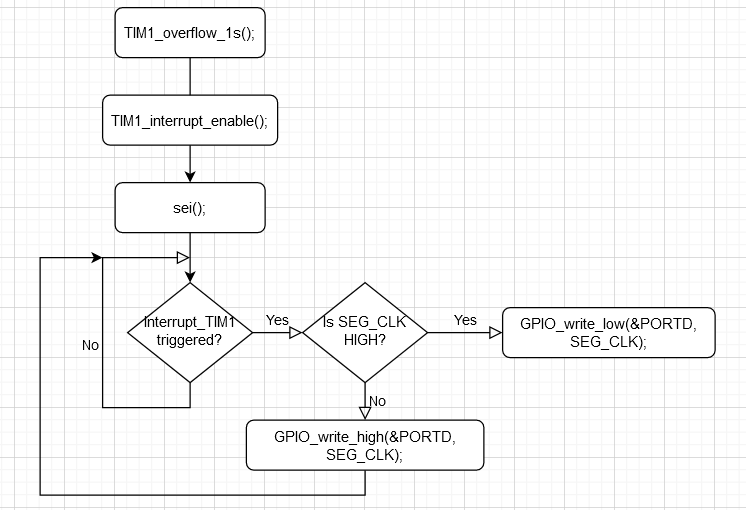 TIM1_overflow_1s();
TIM1_interrupt_enable();
sei();
Interrupt_TIM1
triggered?
Yes
Is SEG_CLK
HIGH?
Yes
GPIO_write_low(&PORTD,
SEG_CLK);
No
No
GPIO_write_high(&PORTD,
SEG_CLK);